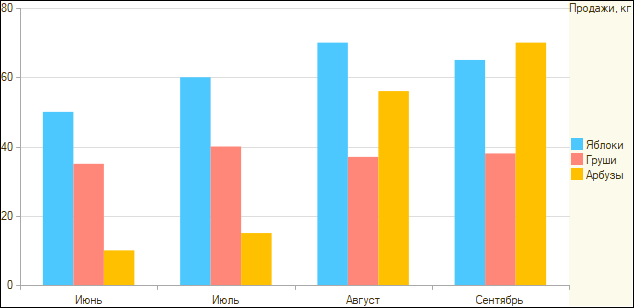 80
60
40
20
0
Июнь
Июль
Август
Сентябрь
Продажи, кг
Яблоки
Груши
Арбузы